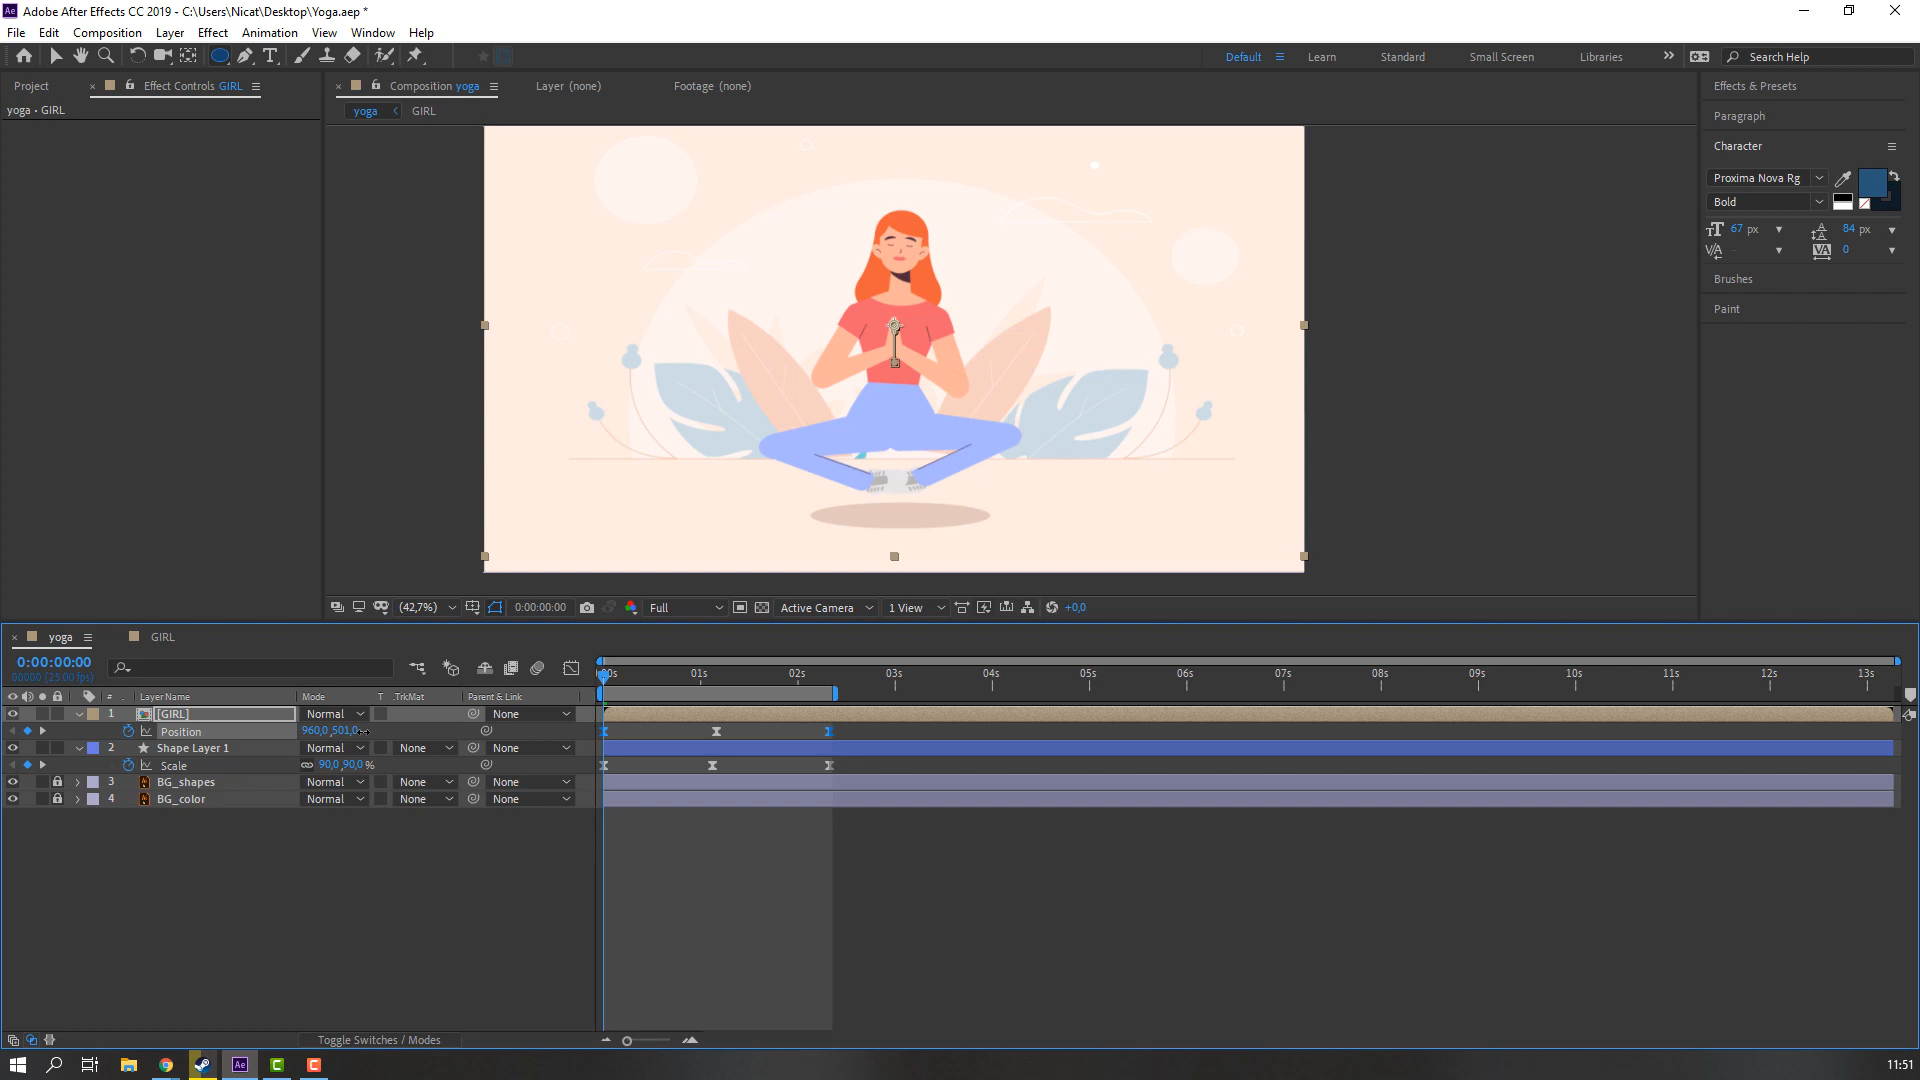 Adobe After Effects CC 2019 - C:\Users\Nicat\Desktop\Yoga.aep *
File Edit Composition Layer Effect Animation View Window Help
Default Learn Standard Small Screen Libraries Search Help
Project Effect Controls GIRL Composition yoga Layer (none) Footage (none) Effects & Presets
yoga • GIRL yoga GIRL
Paragraph
Character
Proxima Nova Rg
Bold
67 px 84 px
0
Brushes
Paint
(42,7%) 0:00:00:00 Full Active Camera 1 View +0,0
yoga GIRL
0:00:00:00
00000 (25.00 fps)
00s 01s 02s 03s 04s 05s 06s 07s 08s 09s 10s 11s 12s 13s
# Layer Name Mode T .TrkMat Parent & Link
1 [GIRL] Normal None
Position 960,0 ,501,0
2 Shape Layer 1 Normal None None
Scale 90,0 ,90,0 %
3 BG_shapes Normal None None
4 BG_color Normal None None
Toggle Switches / Modes
11:51